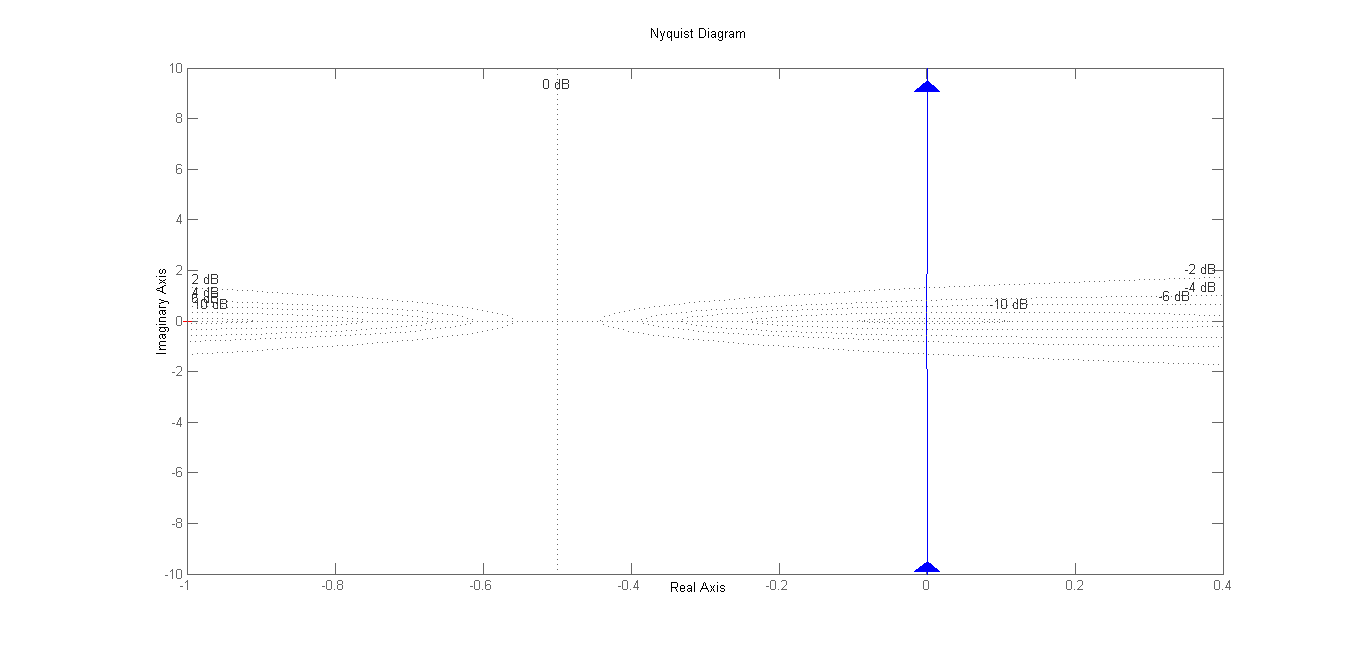 Nyquist Diagram
10
0 dB
8
6
4
2
2 dB
-2 dB
4 dB
-4 dB
6 dB
-6 dB
10 dB
-10 dB
0
Imaginary Axis
-2
-4
-6
-8
-10
-1
-0.8
-0.6
-0.4
-0.2
0
0.2
0.4
Real Axis